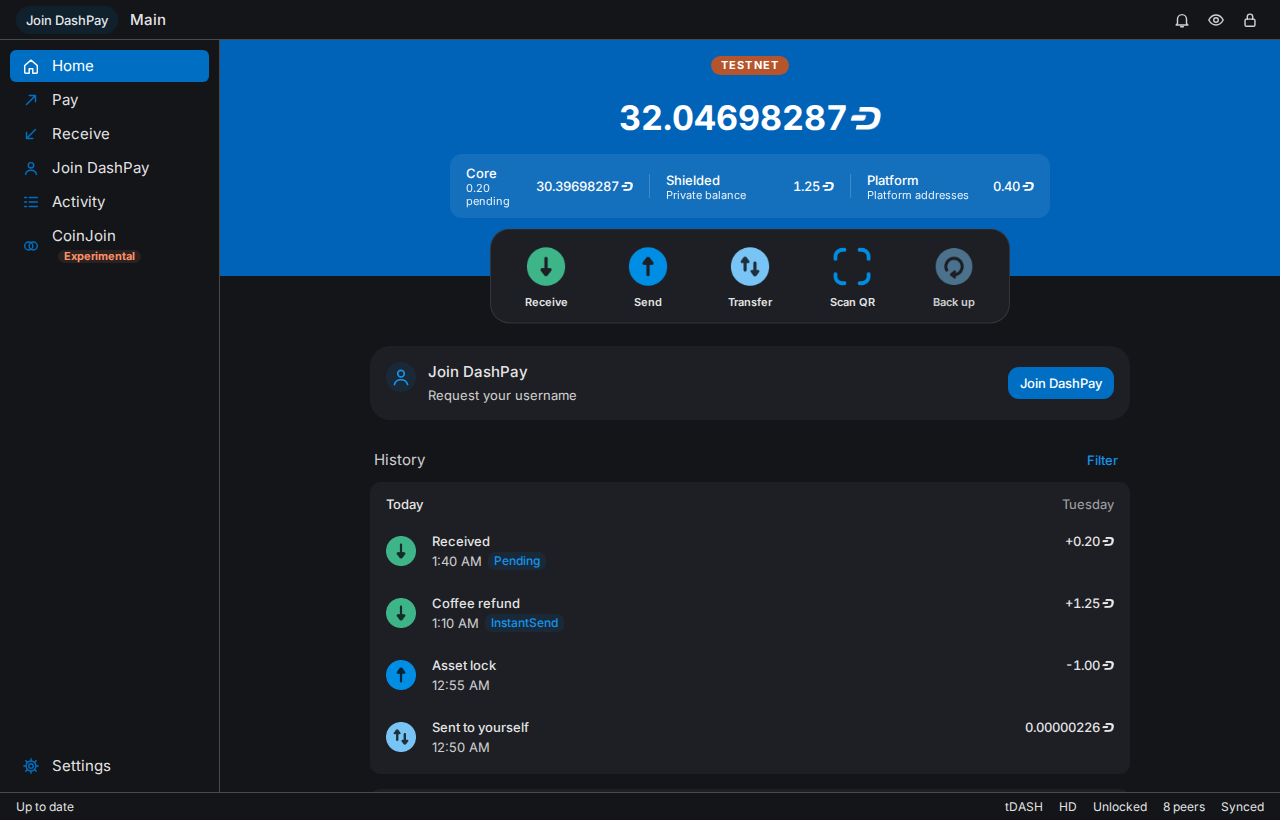 Join DashPay Main
Home
Pay
Receive
Join DashPay
Activity
CoinJoin
Experimental
Settings
TESTNET
32.04698287
Core
0.20
pending
30.39698287
Shielded
Private balance
1.25
Platform
Platform addresses
0.40
Receive
Send
Transfer
Scan QR
Back up
Join DashPay
Request your username
Join DashPay
History
Filter
Today
Tuesday
Received
+0.20
1:40 AM Pending
Coffee refund
+1.25
1:10 AM InstantSend
Asset lock
-1.00
12:55 AM
Sent to yourself
0.00000226
12:50 AM
Up to date
tDASH HD Unlocked 8 peers Synced